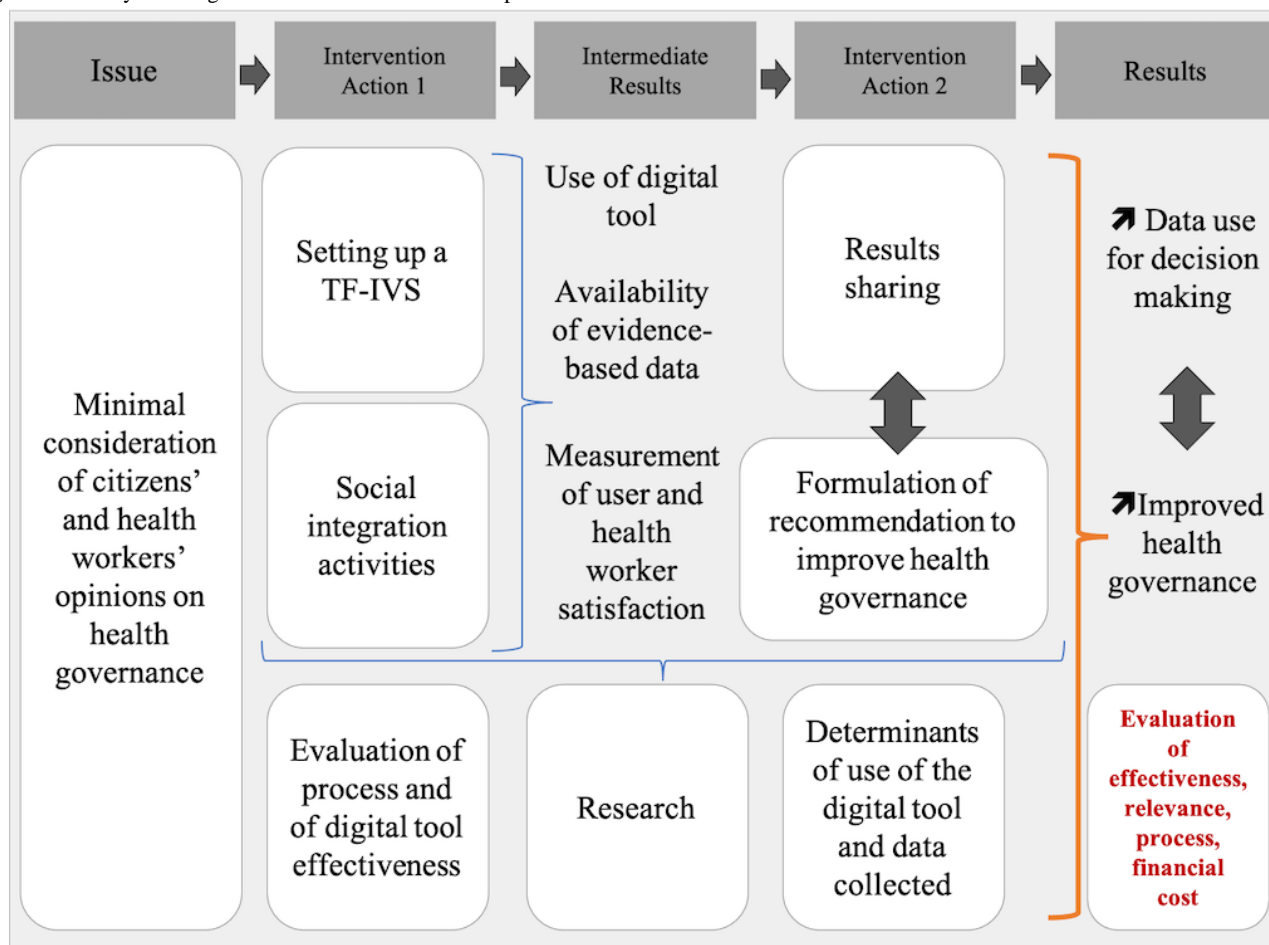 Issue
Intervention
Action 1
Intermediate
Results
Intervention
Action 2
Results
Minimal
consideration
of citizens’
and health
workers’
opinions on
health
governance
Setting up a
TF-IVS
Social
integration
activities
Use of digital
tool
Availability
of evidence-
based data
Measurement
of user and
health
worker
satisfaction
Results
sharing
Formulation of
recommendation to
improve health
governance
Data use
for decision
making
Improved
health
governance
Evaluation of
process and
of digital tool
effectiveness
Research
Determinants
of use of the
digital tool
and data
collected
Evaluation
of
effectiveness,
relevance,
process,
financial
cost